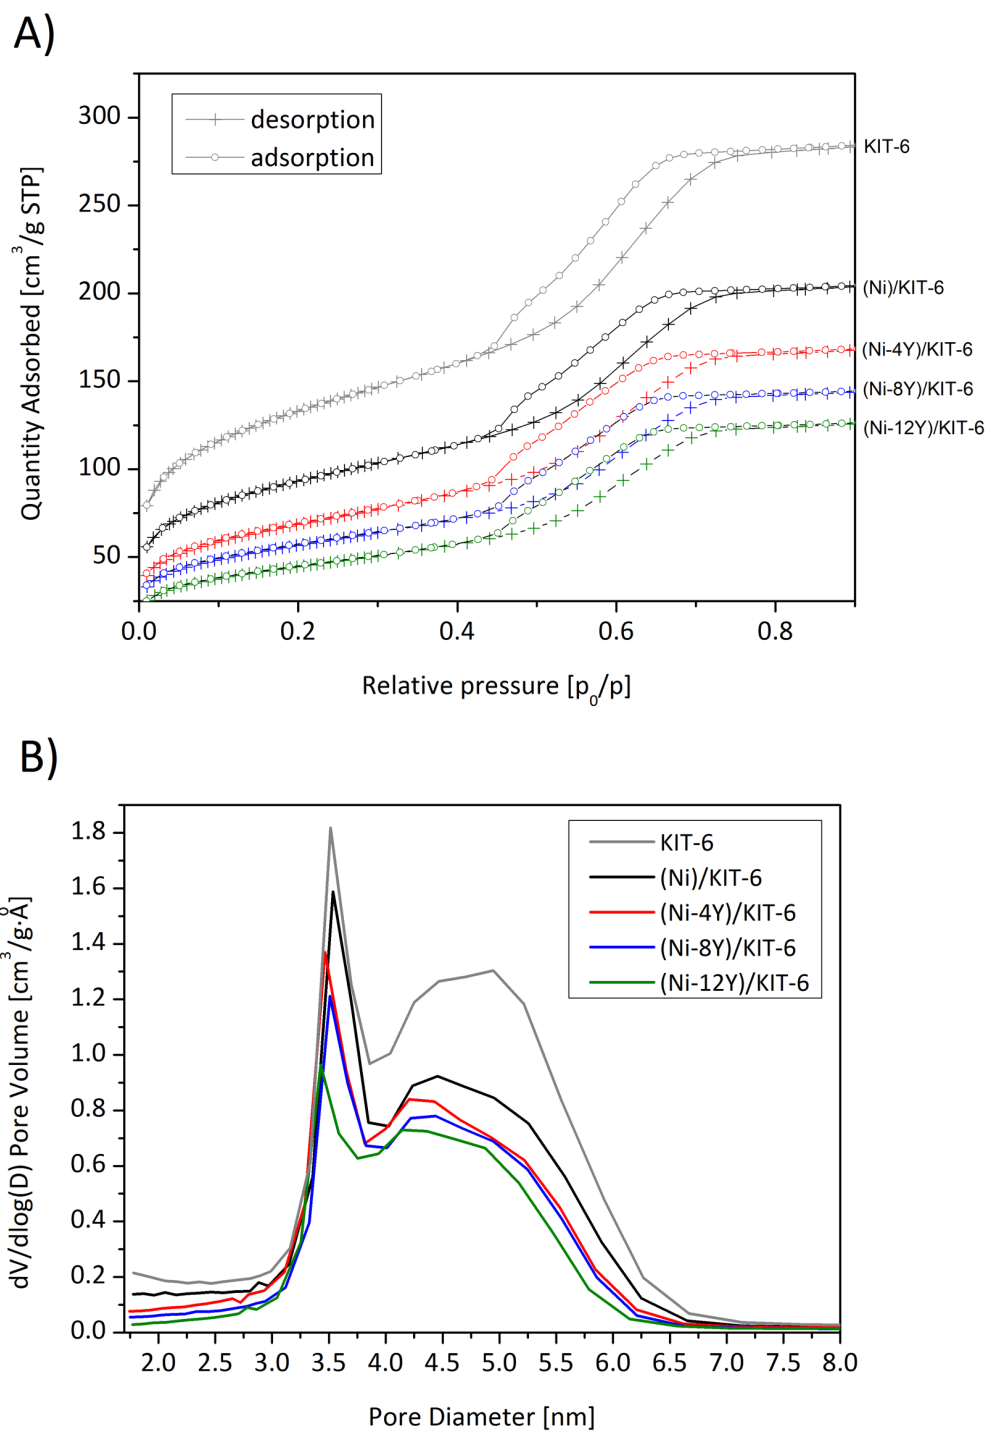 A)
300
250
200
150
100
50
Quantity Adsorbed [cm³/g STP]
desorption
adsorption
KIT-6
(Ni)/KIT-6
(Ni-4Y)/KIT-6
(Ni-8Y)/KIT-6
(Ni-12Y)/KIT-6
0.0 0.2 0.4 0.6 0.8
Relative pressure [p₀/p]
B)
1.8
1.6
1.4
1.2
1.0
0.8
0.6
0.4
0.2
0.0
dV/dlog(D) Pore Volume [cm³/g·Å]
KIT-6
(Ni)/KIT-6
(Ni-4Y)/KIT-6
(Ni-8Y)/KIT-6
(Ni-12Y)/KIT-6
2.0 2.5 3.0 3.5 4.0 4.5 5.0 5.5 6.0 6.5 7.0 7.5 8.0
Pore Diameter [nm]